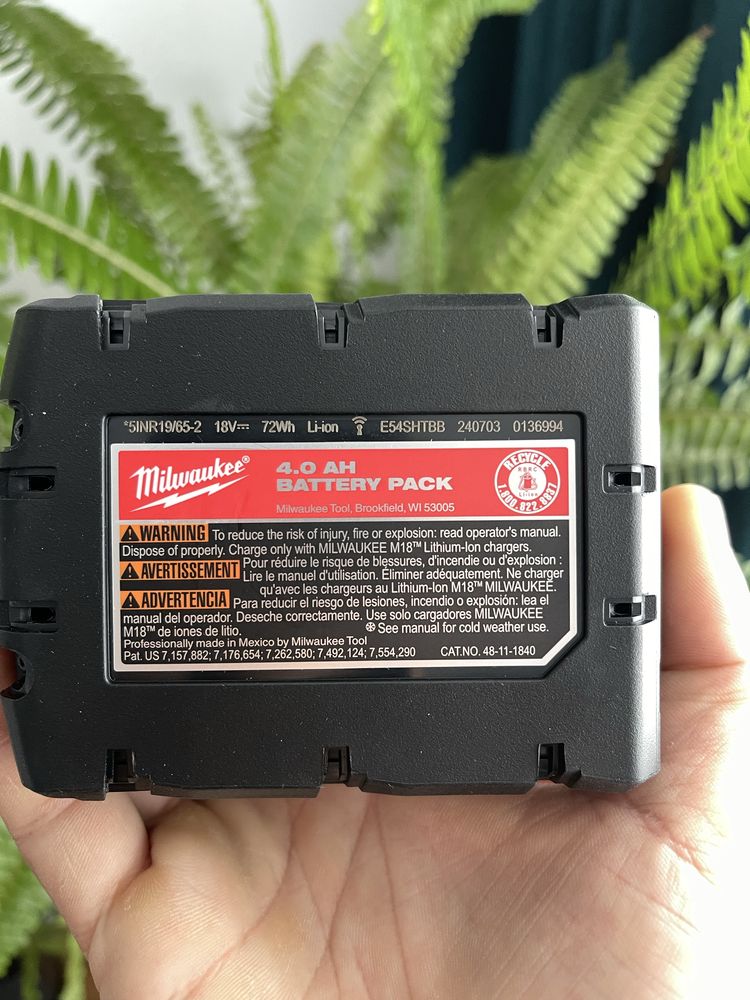 *5INR19/65-2 18V⎓ 72Wh Li-ion E54SHTBB 240703 0136994
Milwaukee®
4.0 AH
BATTERY PACK
Milwaukee Tool, Brookfield, WI 53005
RECYCLE
RBRC
Li-ion
1.800.822.8837
WARNING To reduce the risk of injury, fire or explosion: read operator's manual.
Dispose of properly. Charge only with MILWAUKEE M18™ Lithium-Ion chargers.
AVERTISSEMENT Pour réduire le risque de blessures, d'incendie ou d'explosion :
Lire le manuel d'utilisation. Éliminer adéquatement. Ne charger
qu'avec les chargeurs au Lithium-Ion M18™ MILWAUKEE.
ADVERTENCIA Para reducir el riesgo de lesiones, incendio o explosión: lea el
manual del operador. Deseche correctamente. Use solo cargadores MILWAUKEE
M18™ de iones de litio. See manual for cold weather use.
Professionally made in Mexico by Milwaukee Tool
Pat. US 7,157,882; 7,176,654; 7,262,580; 7,492,124; 7,554,290 CAT.NO. 48-11-1840